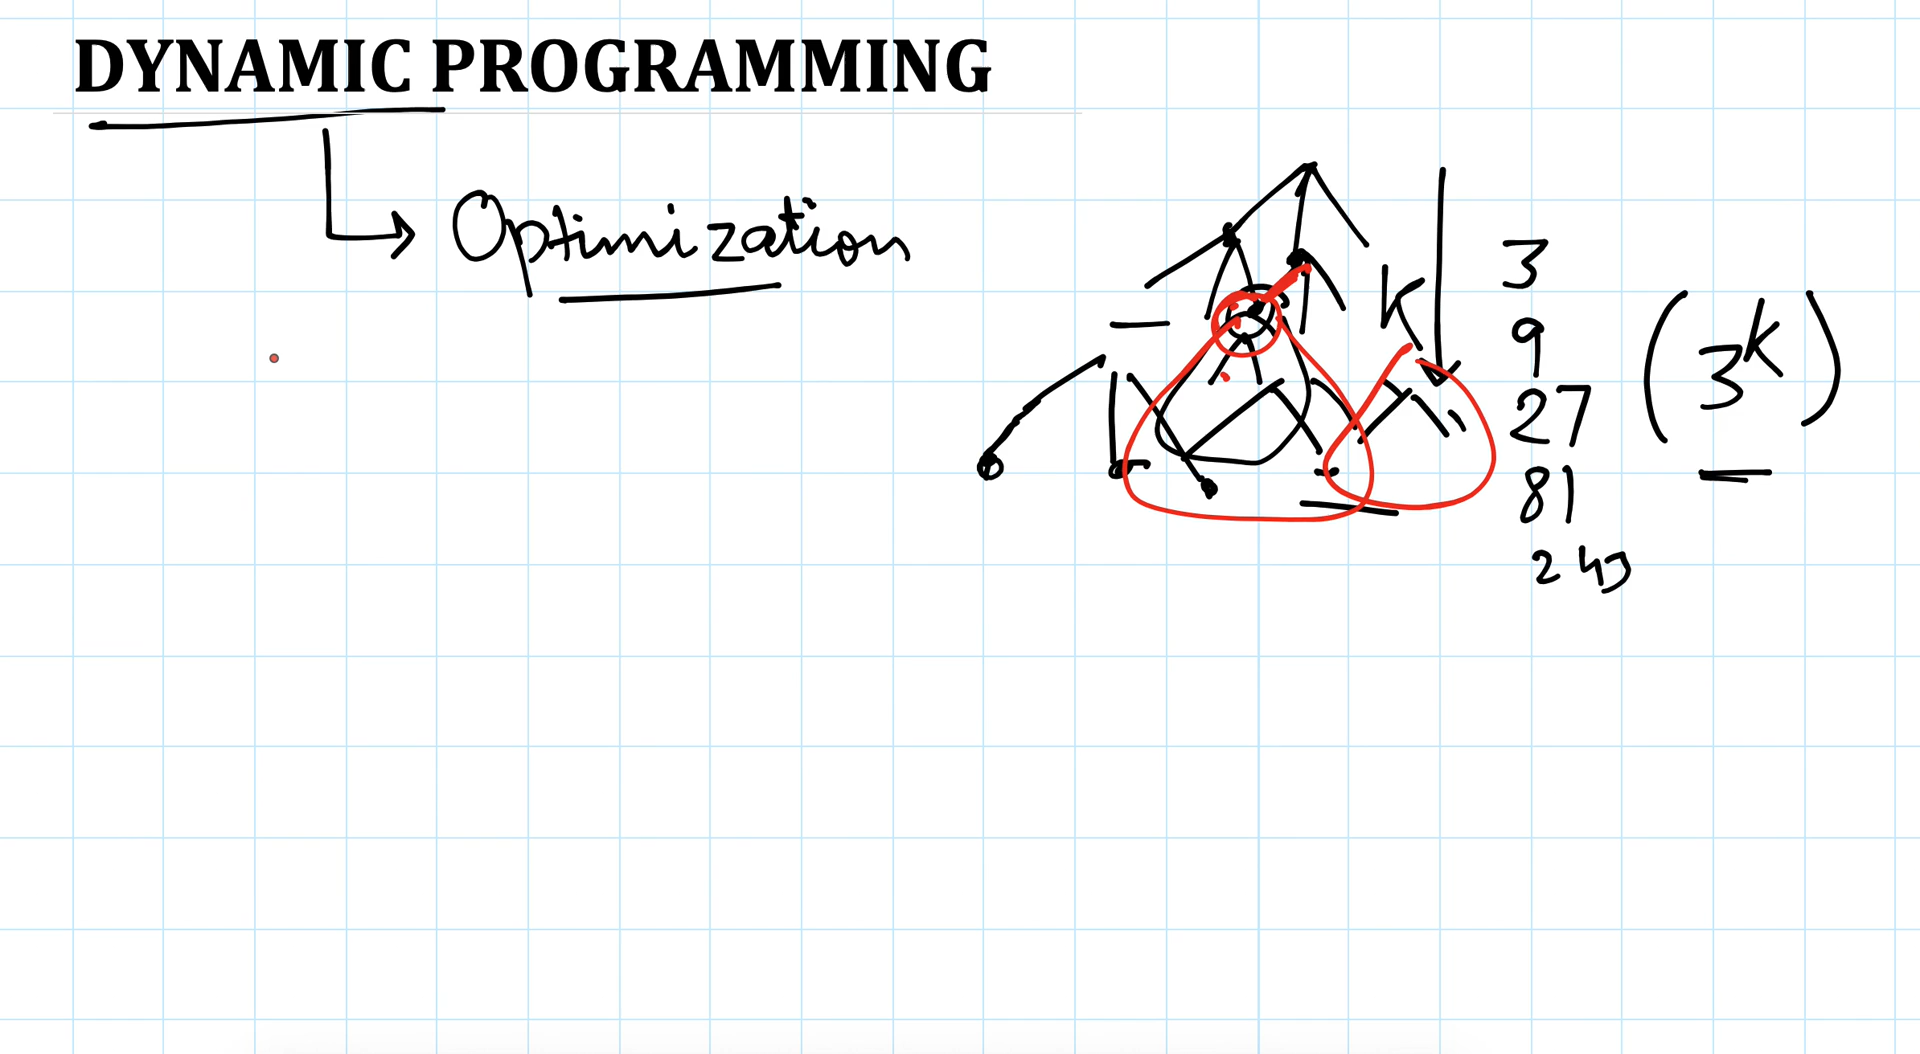 DYNAMIC PROGRAMMING
Optimization
K
3
9
27
81
243
(3^k)